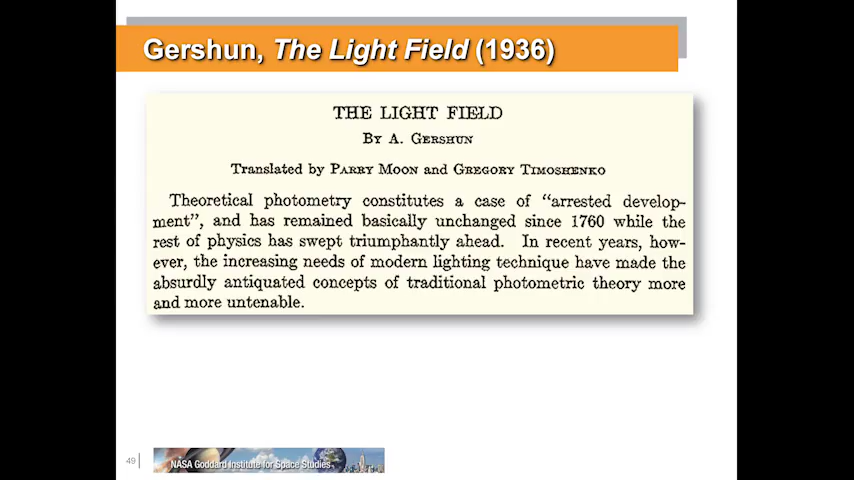 Gershun, The Light Field (1936)
THE LIGHT FIELD
By A. Gershun
Translated by Parry Moon and Gregory Timoshenko
Theoretical photometry constitutes a case of “arrested develop-
ment”, and has remained basically unchanged since 1760 while the
rest of physics has swept triumphantly ahead. In recent years, how-
ever, the increasing needs of modern lighting technique have made the
absurdly antiquated concepts of traditional photometric theory more
and more untenable.
49
NASA Goddard Institute for Space Studies